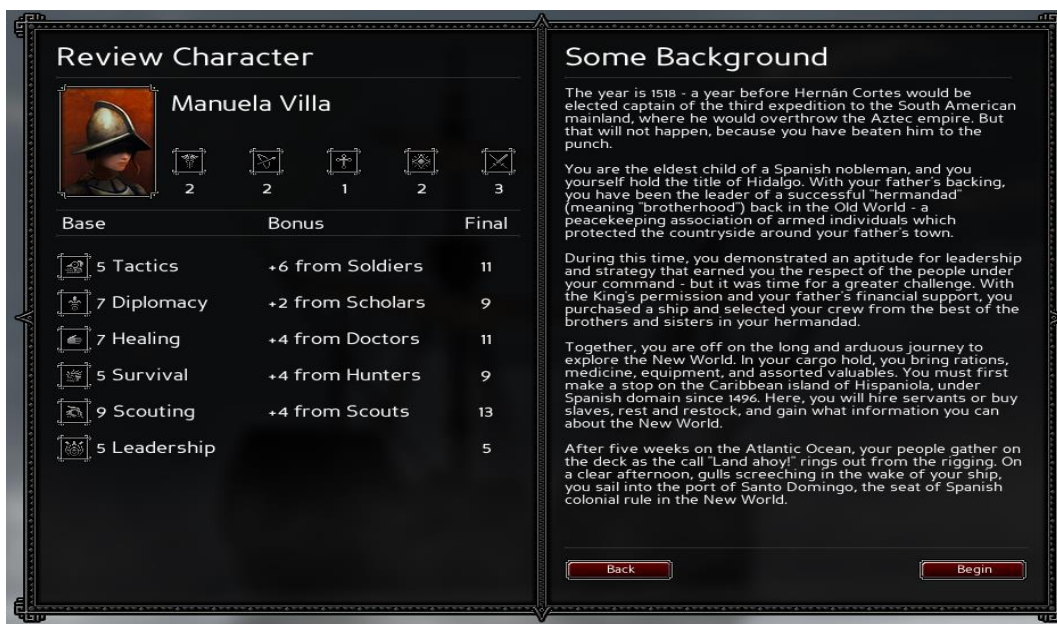 Review Character
Manuela Villa
2 2 1 2 3
Base Bonus Final
5 Tactics +6 from Soldiers 11
7 Diplomacy +2 from Scholars 9
7 Healing +4 from Doctors 11
5 Survival +4 from Hunters 9
9 Scouting +4 from Scouts 13
5 Leadership 5
Some Background
The year is 1518 - a year before Hernán Cortes would be
elected captain of the third expedition to the South American
mainland, where he would overthrow the Aztec empire. But
that will not happen, because you have beaten him to the
punch.
You are the eldest child of a Spanish nobleman, and you
yourself hold the title of Hidalgo. With your father's backing,
you have been the leader of a successful "hermandad"
(meaning "brotherhood") back in the Old World - a
peacekeeping association of armed individuals which
protected the countryside around your father's town.
During this time, you demonstrated an aptitude for leadership
and strategy that earned you the respect of the people under
your command - but it was time for a greater challenge. With
the King's permission and your father's financial support, you
purchased a ship and selected your crew from the best of the
brothers and sisters in your hermandad.
Together, you are off on the long and arduous journey to
explore the New World. In your cargo hold, you bring rations,
medicine, equipment, and assorted valuables. You must first
make a stop on the Caribbean island of Hispaniola, under
Spanish domain since 1496. Here, you will hire servants or buy
slaves, rest and restock, and gain what information you can
about the New World.
After five weeks on the Atlantic Ocean, your people gather on
the deck as the call "Land ahoy!" rings out from the rigging. On
a clear afternoon, gulls screeching in the wake of your ship,
you sail into the port of Santo Domingo, the seat of Spanish
colonial rule in the New World.
Back Begin